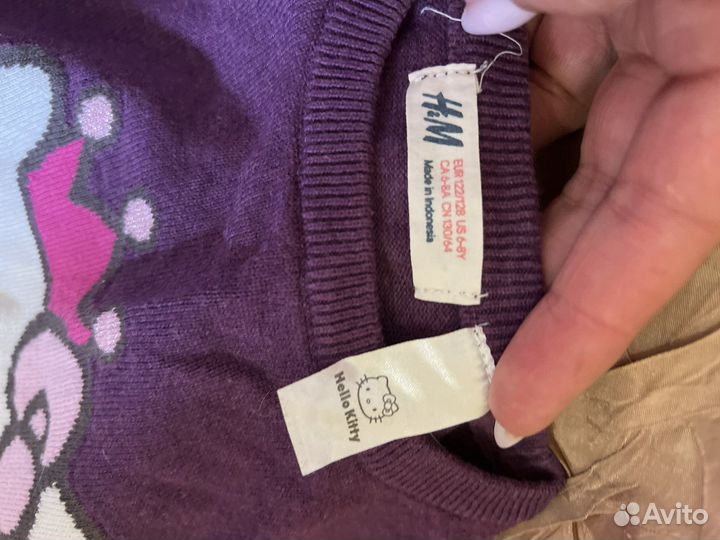 H&M
EUR 122/128 US 6-8Y
CA 6-8A CN 130/64
Made in Indonesia
Hello Kitty
Avito